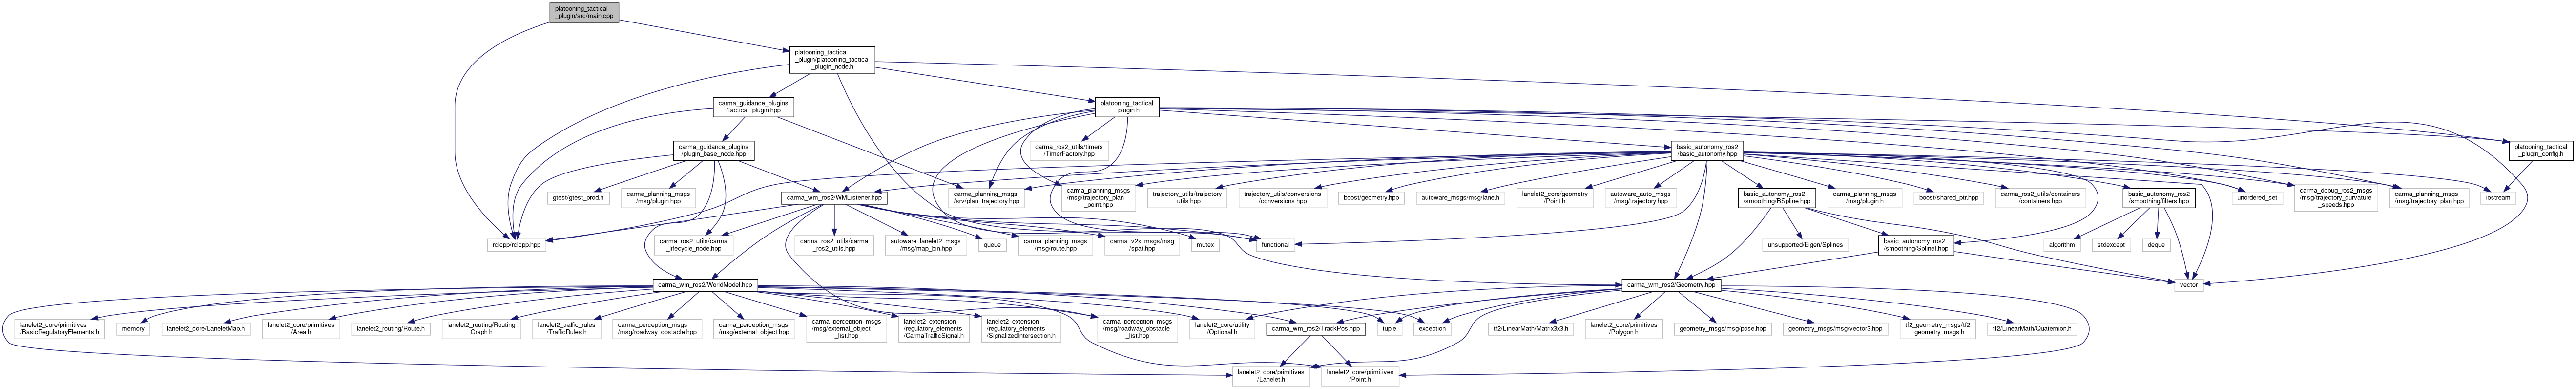 platooning_tactical
_plugin/src/main.cpp
platooning_tactical
_plugin/platooning_tactical
_plugin_node.h
carma_guidance_plugins
/tactical_plugin.hpp
platooning_tactical
_plugin.h
carma_guidance_plugins
/plugin_base_node.hpp
carma_ros2_utils/timers
/TimerFactory.hpp
basic_autonomy_ros2
/basic_autonomy.hpp
platooning_tactical
_plugin_config.h
gtest/gtest_prod.h
carma_planning_msgs
/msg/plugin.hpp
carma_wm_ros2/WMListener.hpp
carma_planning_msgs
/srv/plan_trajectory.hpp
carma_planning_msgs
/msg/trajectory_plan
_point.hpp
trajectory_utils/trajectory
_utils.hpp
trajectory_utils/conversions
/conversions.hpp
boost/geometry.hpp
autoware_msgs/msg/lane.h
lanelet2_core/geometry
/Point.h
autoware_auto_msgs
/msg/trajectory.hpp
basic_autonomy_ros2
/smoothing/BSpline.hpp
carma_planning_msgs
/msg/plugin.h
boost/shared_ptr.hpp
carma_ros2_utils/containers
/containers.hpp
basic_autonomy_ros2
/smoothing/filters.hpp
unordered_set
carma_debug_ros2_msgs
/msg/trajectory_curvature
_speeds.hpp
carma_planning_msgs
/msg/trajectory_plan.hpp
iostream
rclcpp/rclcpp.hpp
carma_ros2_utils/carma
_lifecycle_node.hpp
carma_ros2_utils/carma
_ros2_utils.hpp
autoware_lanelet2_msgs
/msg/map_bin.hpp
queue
carma_planning_msgs
/msg/route.hpp
carma_v2x_msgs/msg
/spat.hpp
mutex
functional
unsupported/Eigen/Splines
basic_autonomy_ros2
/smoothing/SplineI.hpp
algorithm
stdexcept
deque
carma_wm_ros2/WorldModel.hpp
carma_wm_ros2/Geometry.hpp
vector
lanelet2_core/primitives
/BasicRegulatoryElements.h
memory
lanelet2_core/LaneletMap.h
lanelet2_core/primitives
/Area.h
lanelet2_routing/Route.h
lanelet2_routing/Routing
Graph.h
lanelet2_traffic_rules
/TrafficRules.h
carma_perception_msgs
/msg/roadway_obstacle.hpp
carma_perception_msgs
/msg/external_object.hpp
carma_perception_msgs
/msg/external_object
_list.hpp
lanelet2_extension
/regulatory_elements
/CarmaTrafficSignal.h
lanelet2_extension
/regulatory_elements
/SignalizedIntersection.h
carma_perception_msgs
/msg/roadway_obstacle
_list.hpp
lanelet2_core/utility
/Optional.h
carma_wm_ros2/TrackPos.hpp
tuple
exception
tf2/LinearMath/Matrix3x3.h
lanelet2_core/primitives
/Polygon.h
geometry_msgs/msg/pose.hpp
geometry_msgs/msg/vector3.hpp
tf2_geometry_msgs/tf2
_geometry_msgs.h
tf2/LinearMath/Quaternion.h
lanelet2_core/primitives
/Lanelet.h
lanelet2_core/primitives
/Point.h